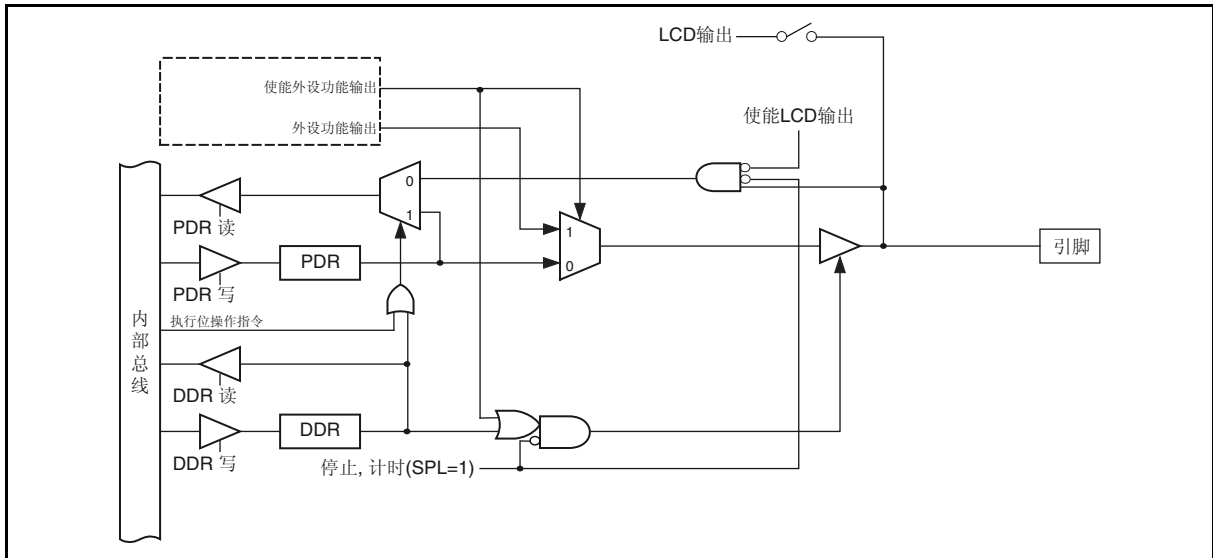 LCD输出
使能外设功能输出
外设功能输出
使能LCD输出
0
1
PDR 读
PDR
PDR 写
1
0
引脚
执行位操作指令
内部总线
DDR 读
DDR
DDR 写
停止, 计时(SPL=1)